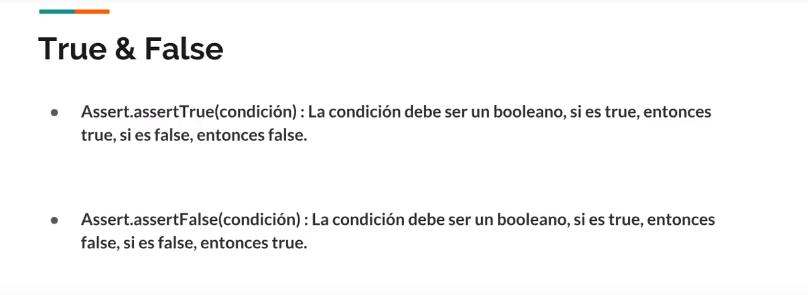 True & False
● Assert.assertTrue(condición) : La condición debe ser un booleano, si es true, entonces
true, si es false, entonces false.
● Assert.assertFalse(condición) : La condición debe ser un booleano, si es true, entonces
false, si es false, entonces true.